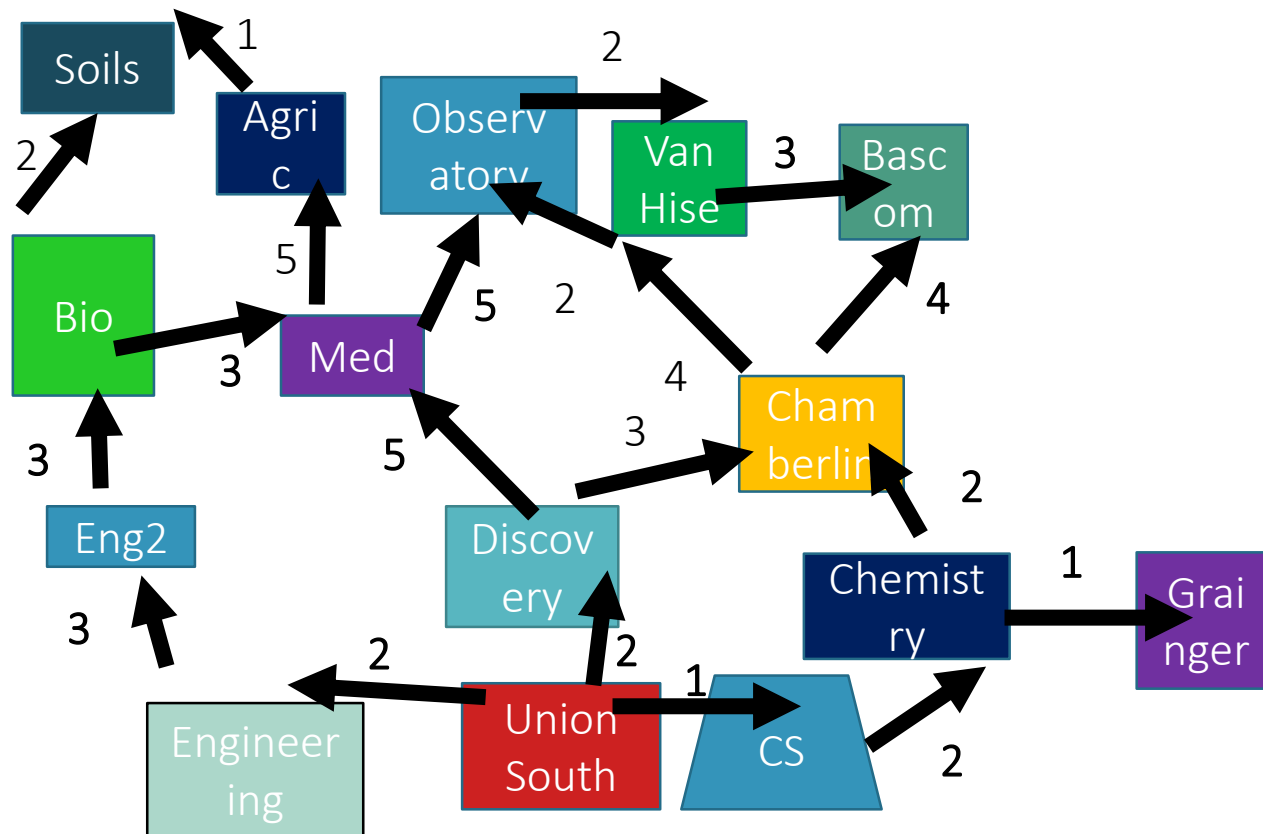 1
Soils
2
Agri
c
2
Observ
atory
Van
Hise
3
Basc
om
5
5
2
4
Bio
3
Med
4
Cham
berlin
3
3
5
2
Eng2
Discov
ery
Chemist
ry
1
Grai
nger
3
2
2
1
2
Engineer
ing
Union
South
CS